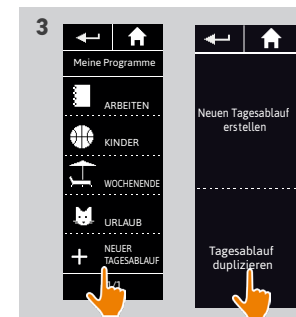 3
Meine Programme
ARBEITEN
KINDER
WOCHENENDE
URLAUB
NEUER
TAGESABLAUF
Neuen Tagesablauf
erstellen
Tagesablauf
duplizieren